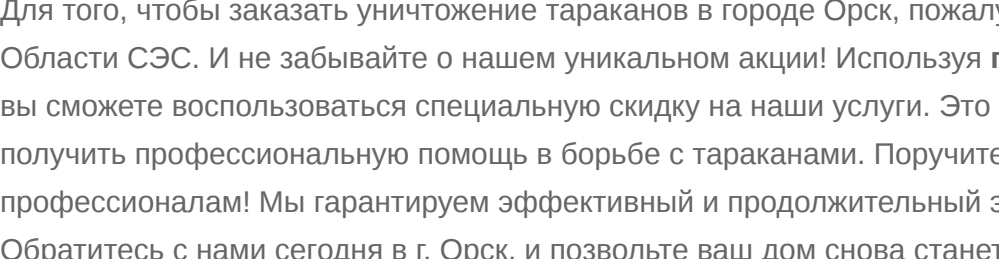 Для того, чтобы заказать уничтожение тараканов в городе Орск,
Области СЭС. И не забывайте о нашем уникальном акции! Используя
вы сможете воспользоваться специальную скидку на наши услуги. Это
получить профессиональную помощь в борьбе с тараканами. Поручите
профессионалам! Мы гарантируем эффективный и продолжительный
Обратитесь с нами сегодня в г. Орск, и позвольте ваш дом снова станет